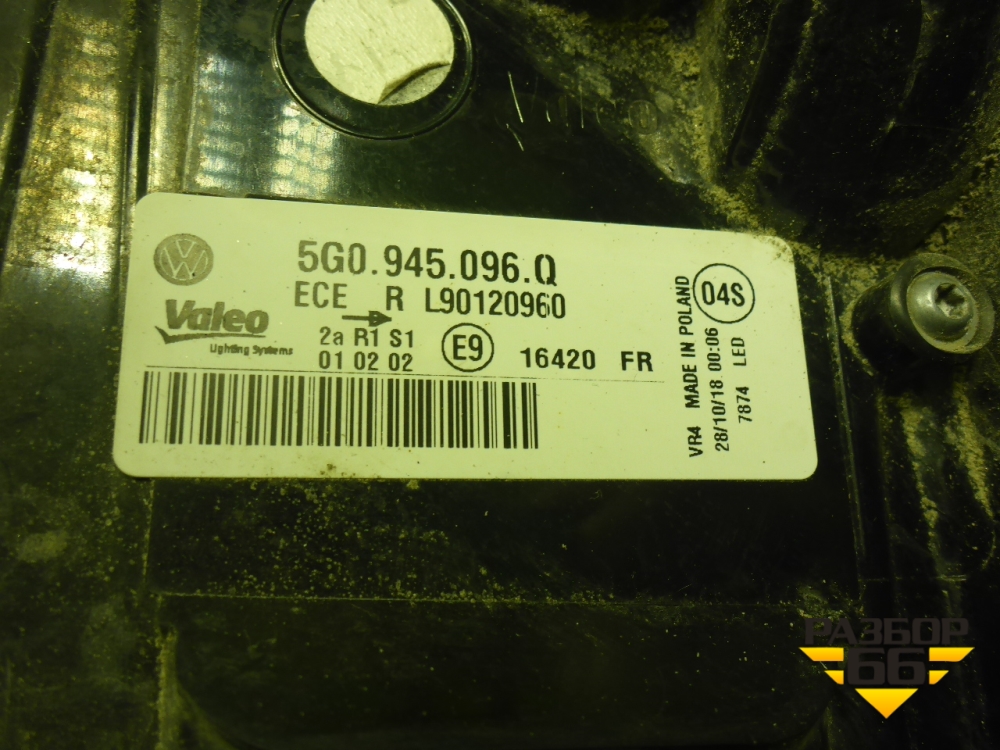 5G0.945.096.Q
ECE R L90120960
Valeo
Lighting Systems
2a R1 S1
01 02 02
E9
16420 FR
VR4 MADE IN POLAND
28/10/18 00:06
7874 LED
04S
РАЗБОР
66